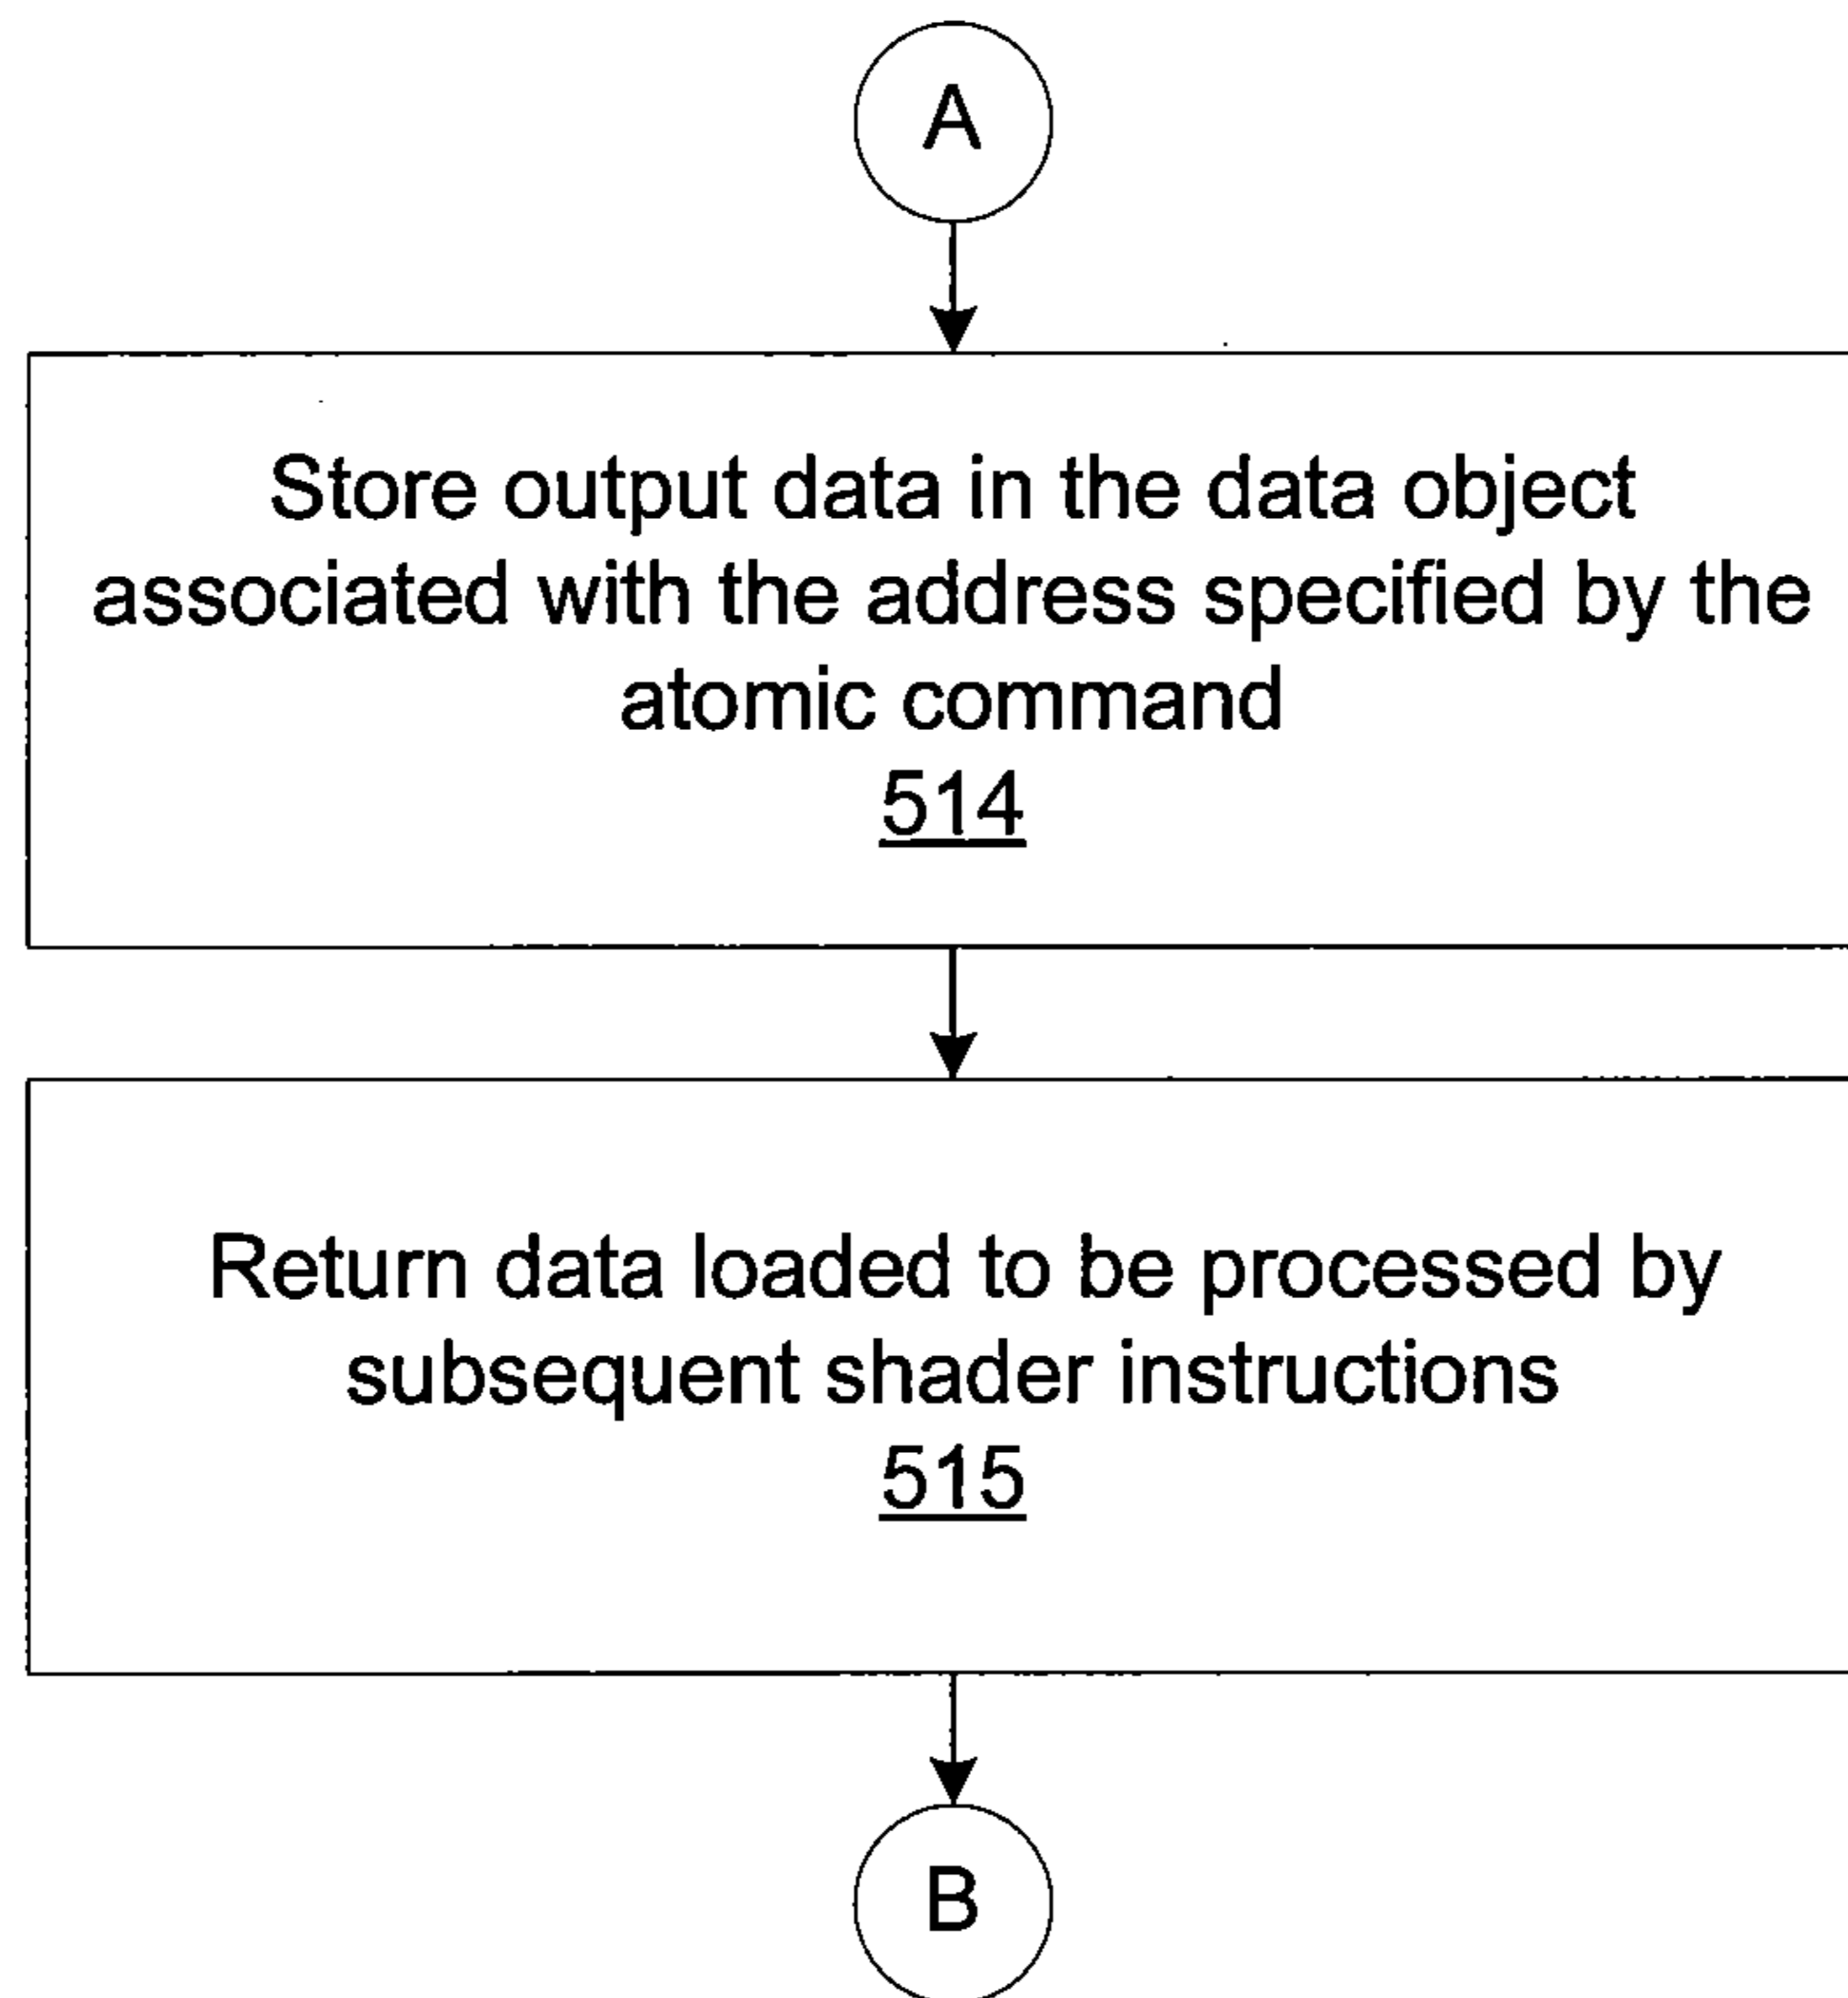 A
Store output data in the data object
associated with the address specified by the
atomic command
514
Return data loaded to be processed by
subsequent shader instructions
515
B